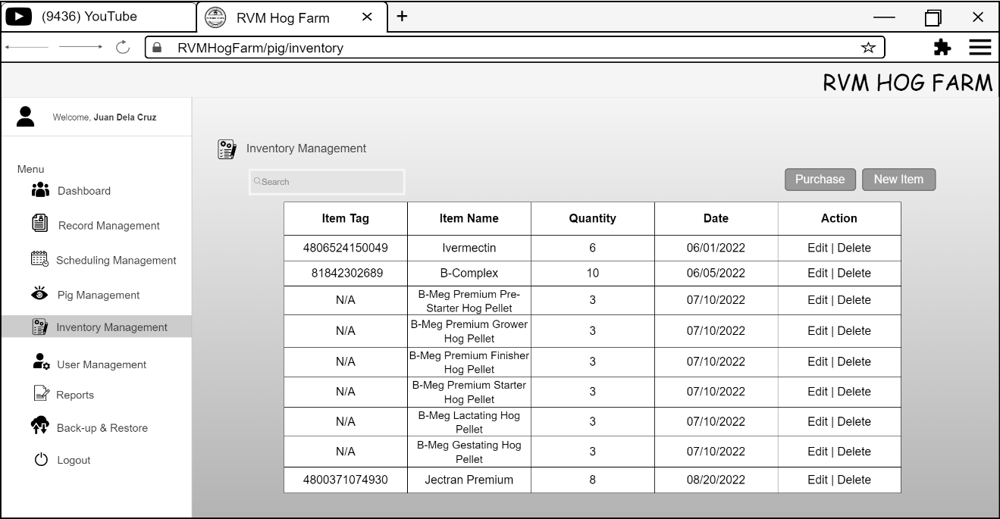 (9436) YouTube
RVM Hog Farm
RVMHogFarm/pig/inventory
RVM HOG FARM
Welcome, Juan Dela Cruz
Menu
Dashboard
Record Management
Scheduling Management
Pig Management
Inventory Management
User Management
Reports
Back-up & Restore
Logout
Inventory Management
Search
Purchase New Item
Item Tag Item Name Quantity Date Action
4806524150049 Ivermectin 6 06/01/2022 Edit | Delete
81842302689 B-Complex 10 06/05/2022 Edit | Delete
N/A B-Meg Premium Pre-
Starter Hog Pellet 3 07/10/2022 Edit | Delete
N/A B-Meg Premium Grower
Hog Pellet 3 07/10/2022 Edit | Delete
N/A B-Meg Premium Finisher
Hog Pellet 3 07/10/2022 Edit | Delete
N/A B-Meg Premium Starter
Hog Pellet 3 07/10/2022 Edit | Delete
N/A B-Meg Lactating Hog
Pellet 3 07/10/2022 Edit | Delete
N/A B-Meg Gestating Hog
Pellet 3 07/10/2022 Edit | Delete
4800371074930 Jectran Premium 8 08/20/2022 Edit | Delete